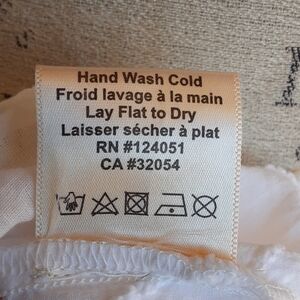 Hand Wash Cold
Froid lavage à la main
Lay Flat to Dry
Laisser sécher à plat
RN #124051
CA #32054